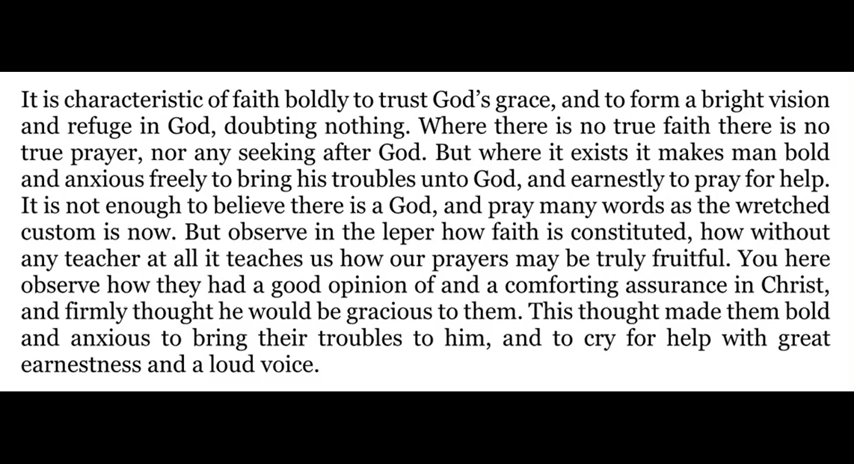 It is characteristic of faith boldly to trust God’s grace, and to form a bright vision
and refuge in God, doubting nothing. Where there is no true faith there is no
true prayer, nor any seeking after God. But where it exists it makes man bold
and anxious freely to bring his troubles unto God, and earnestly to pray for help.
It is not enough to believe there is a God, and pray many words as the wretched
custom is now. But observe in the leper how faith is constituted, how without
any teacher at all it teaches us how our prayers may be truly fruitful. You here
observe how they had a good opinion of and a comforting assurance in Christ,
and firmly thought he would be gracious to them. This thought made them bold
and anxious to bring their troubles to him, and to cry for help with great
earnestness and a loud voice.